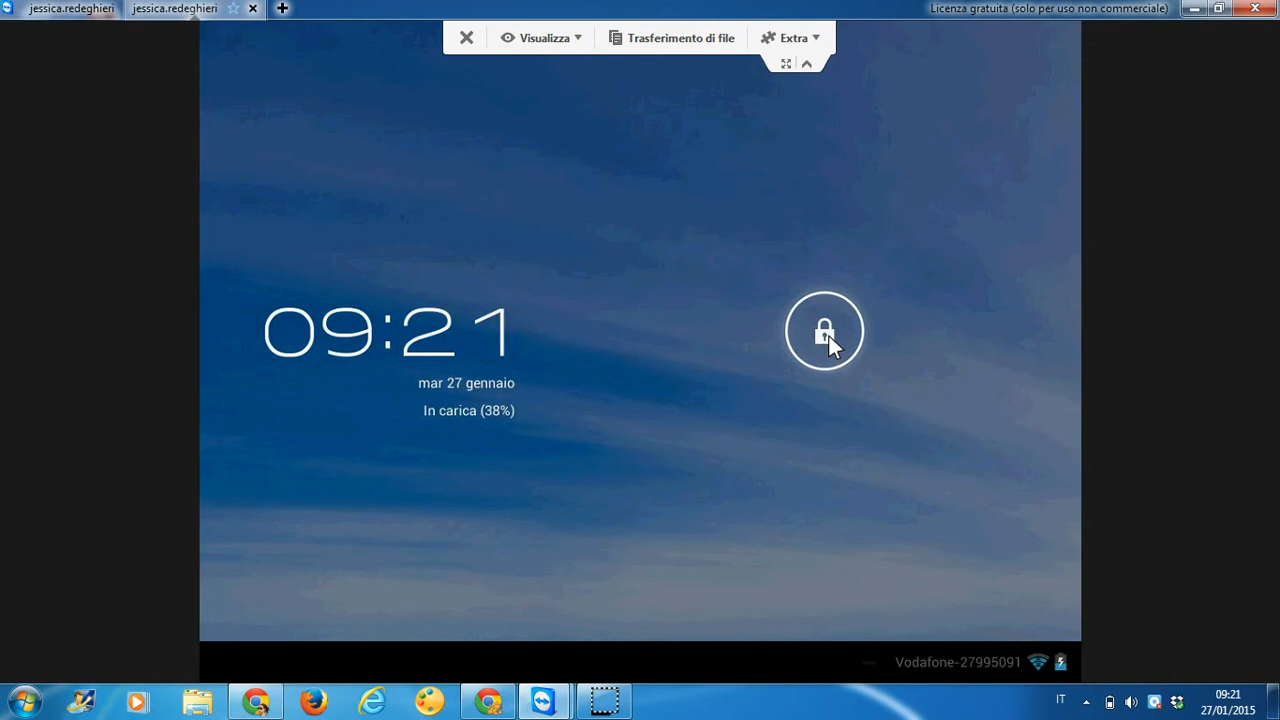 jessica.redeghieri
jessica.redeghieri
Licenza gratuita (solo per uso non commerciale)
Visualizza
Trasferimento di file
Extra
09:21
mar 27 gennaio
In carica (38%)
Vodafone-27995091
IT
09:21
27/01/2015